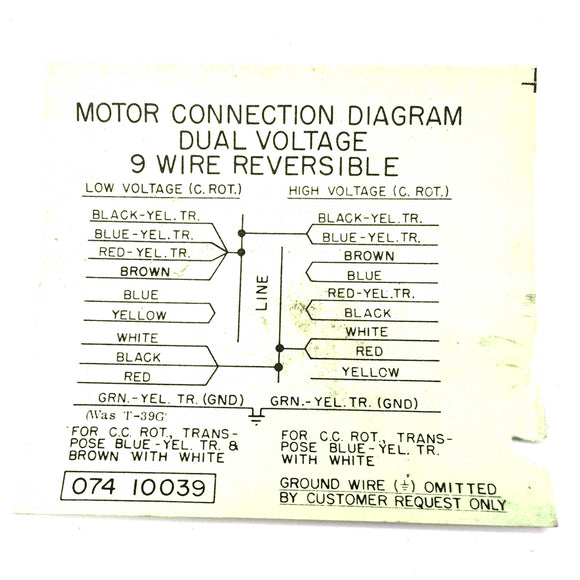 MOTOR CONNECTION DIAGRAM
DUAL VOLTAGE
9 WIRE REVERSIBLE
LOW VOLTAGE (C. ROT.)
BLACK-YEL. TR.
BLUE-YEL. TR.
RED-YEL. TR.
BROWN
BLUE
YELLOW
WHITE
BLACK
RED
GRN.-YEL. TR. (GND)
(Was T-39G
FOR C.C. ROT., TRANS-
POSE BLUE-YEL. TR. &
BROWN WITH WHITE
074 10039
LINE
HIGH VOLTAGE (C. ROT.)
BLACK-YEL. TR.
BLUE-YEL. TR.
BROWN
BLUE
RED-YEL. TR.
BLACK
WHITE
RED
YELLOW
GRN.-YEL. TR. (GND)
FOR C.C. ROT., TRANS-
POSE BLUE-YEL. TR.
WITH WHITE
GROUND WIRE (⏚) OMITTED
BY CUSTOMER REQUEST ONLY